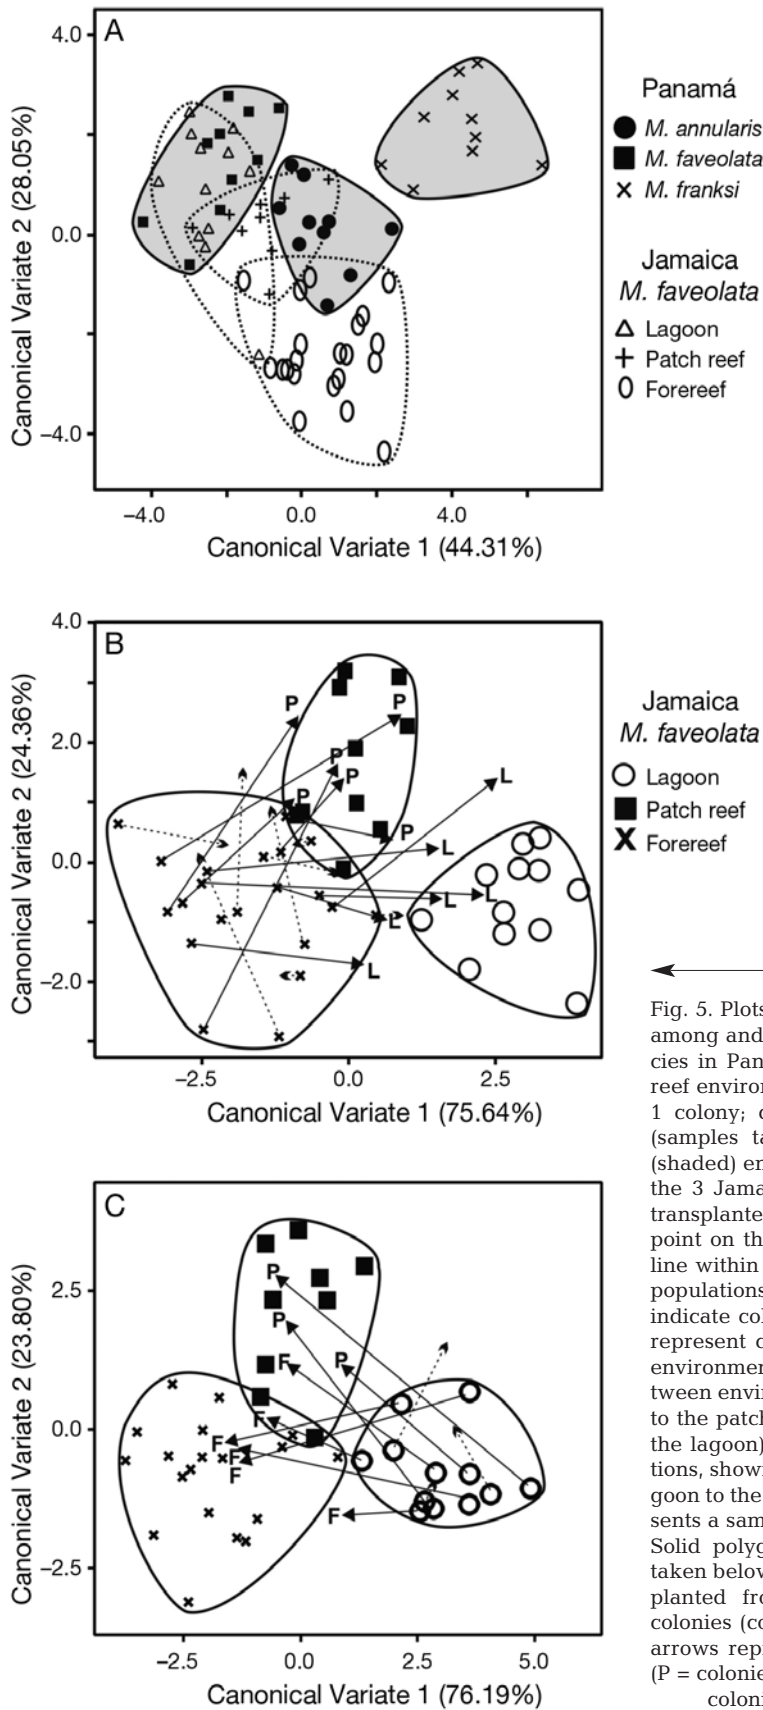 A
4.0
0.0
−4.0
Canonical Variate 2 (28.05%)
−4.0 0.0 4.0
Canonical Variate 1 (44.31%)
Panamá
M. annularis
M. faveolata
M. franksi
Jamaica
M. faveolata
Lagoon
Patch reef
Forereef
B
4.0
2.0
0.0
−2.0
Canonical Variate 2 (24.36%)
P
P
P
P
P
P
L
L
L
L
L
L
−2.5 0.0 2.5
Canonical Variate 1 (75.64%)
Jamaica
M. faveolata
Lagoon
Patch reef
Forereef
C
2.5
0.0
−2.5
Canonical Variate 2 (23.80%)
P
P
P
F
F
F
F
F
F
−2.5 0.0 2.5 5.0
Canonical Variate 1 (76.19%)
Fig. 5. Plots
among and
cies in Pan
reef environ
1 colony; c
(samples ta
(shaded) en
the 3 Jama
transplante
point on th
line within
populations
indicate col
represent c
environmen
tween envir
to the patch
the lagoon)
tions, show
goon to the
sents a sam
Solid polyg
taken below
planted fro
colonies (co
arrows repr
(P = colonie
coloni